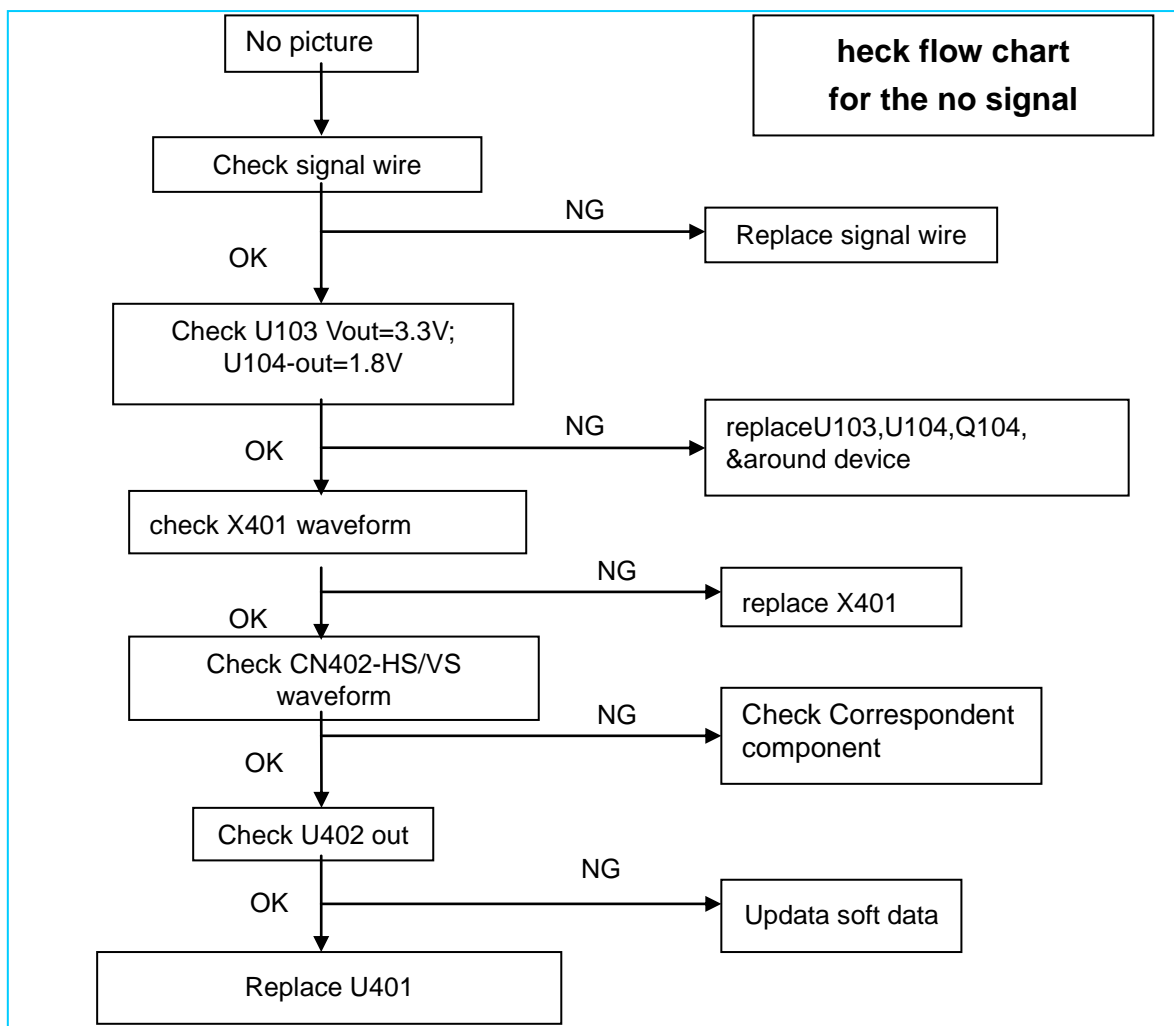 No picture
heck flow chart
for the no signal
Check signal wire
NG
Replace signal wire
OK
Check U103 Vout=3.3V;
U104-out=1.8V
NG
replaceU103,U104,Q104,
&around device
OK
check X401 waveform
NG
replace X401
OK
Check CN402-HS/VS
waveform
NG
Check Correspondent
component
OK
Check U402 out
NG
OK
Updata soft data
Replace U401